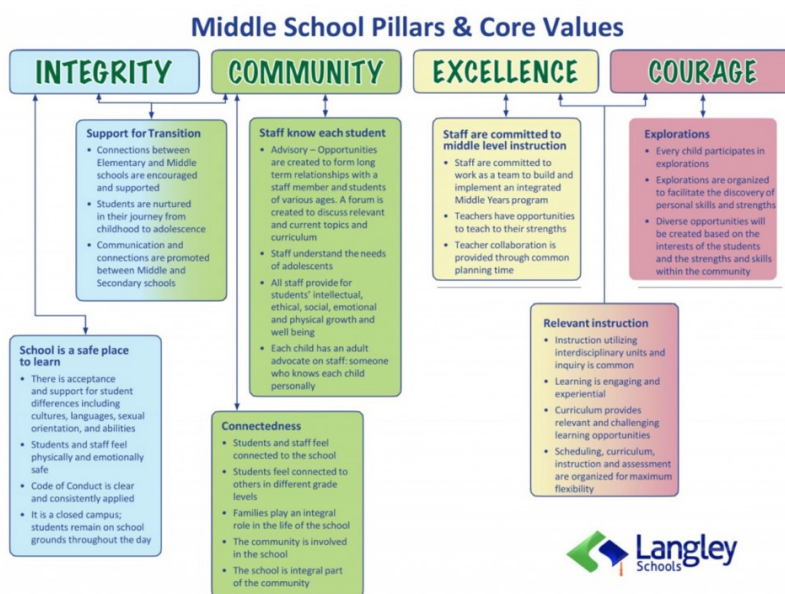 Middle School Pillars & Core Values
INTEGRITY
COMMUNITY
EXCELLENCE
COURAGE
Support for Transition
• Connections between
Elementary and Middle
schools are encouraged
and supported
• Students are nurtured
in their journey from
childhood to adolescence
• Communication and
connections are promoted
between Middle and
Secondary schools
Staff know each student
• Advisory – Opportunities
are created to form long
term relationships with a
staff member and students
of various ages. A forum is
created to discuss relevant
and current topics and
curriculum
• Staff understand the needs
of adolescents
• All staff provide for
students' intellectual,
ethical, social, emotional
and physical growth and
well being
• Each child has an adult
advocate on staff: someone
who knows each child
personally
Staff are committed to
middle level instruction
• Staff are committed to
work as a team to build and
implement an integrated
Middle Years program
• Teachers have opportunities
to teach to their strengths
• Teacher collaboration is
provided through common
planning time
Explorations
• Every child participates in
explorations
• Explorations are organized
to facilitate the discovery of
personal skills and strengths
• Diverse opportunities will
be created based on the
interests of the students
and the strengths and skills
within the community
School is a safe place
to learn
• There is acceptance
and support for student
differences including
cultures, languages, sexual
orientation, and abilities
• Students and staff feel
physically and emotionally
safe
• Code of Conduct is clear
and consistently applied
• It is a closed campus;
students remain on school
grounds throughout the day
Connectedness
• Students and staff feel
connected to the school
• Students feel connected to
others in different grade
levels
• Families play an integral
role in the life of the school
• The community is involved
in the school
• The school is integral part
of the community
Relevant instruction
• Instruction utilizing
interdisciplinary units and
inquiry is common
• Learning is engaging and
experiential
• Curriculum provides
relevant and challenging
learning opportunities
• Scheduling, curriculum,
instruction and assessment
are organized for maximum
flexibility
Langley
Schools